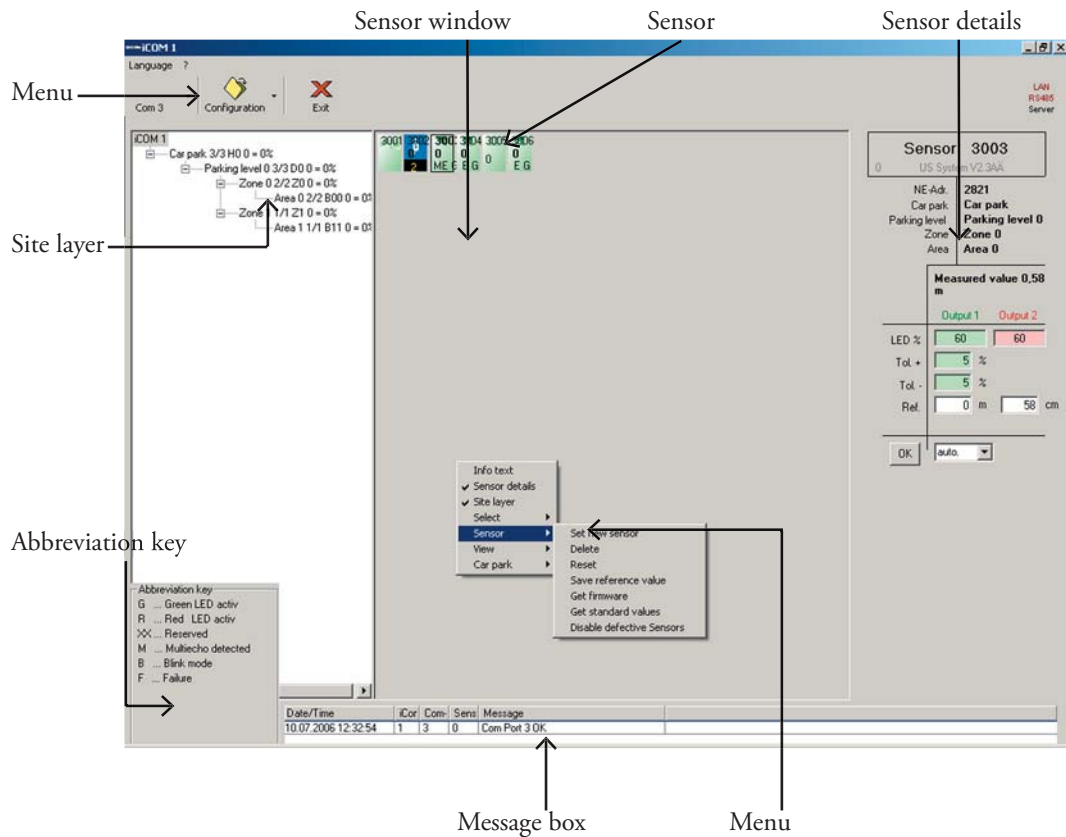 Sensor window Sensor Sensor details
iCOM 1
Language ?
Menu
Com 3 Configuration Exit
LAN
RS485
Server
iCOM 1
Car park 3/3 H0 0 = 0%
Parking level 0 3/3 D0 0 = 0%
Zone 0 2/2 Z0 0 = 0%
Area 0 2/2 B00 0 = 0%
Zone 1 1/1 Z1 0 = 0%
Area 1 1/1 B11 0 = 0%
Site layer
3001 3002 3003 3104 3005 3106
0 0 0 0 0
2 ME G E G E G
Sensor 3003
0 US System V2.3AÄ
NE-Adr. 2821
Car park Car park
Parking level Parking level 0
Zone Zone 0
Area Area 0
Measured value 0,58
m
Output 1 Output 2
LED % 60 60
Tol. + 5 %
Tol. - 5 %
Ref. 0 m 58 cm
OK auto.
Info text
Sensor details
Site layer
Select
Sensor
View
Car park
Set new sensor
Delete
Reset
Save reference value
Get firmware
Get standard values
Disable defective Sensors
Abbreviation key
Abbreviation key
G ... Green LED activ
R ... Red LED activ
XX ... Reserved
M ... Multiecho detected
B ... Blink mode
F ... Failure
Date/Time iCor Com- Sens Message
10.07.2006 12:32:54 1 3 0 Com Port 3 OK
Message box Menu